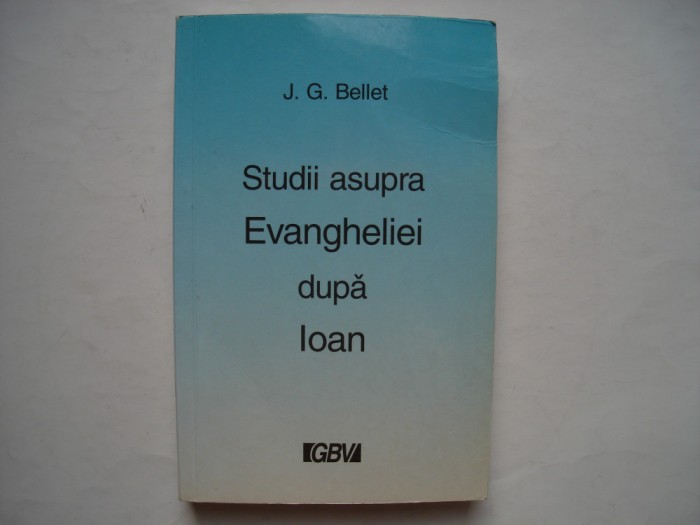 J. G. Bellet
Studii asupra
Evangheliei
după
Ioan
GBV